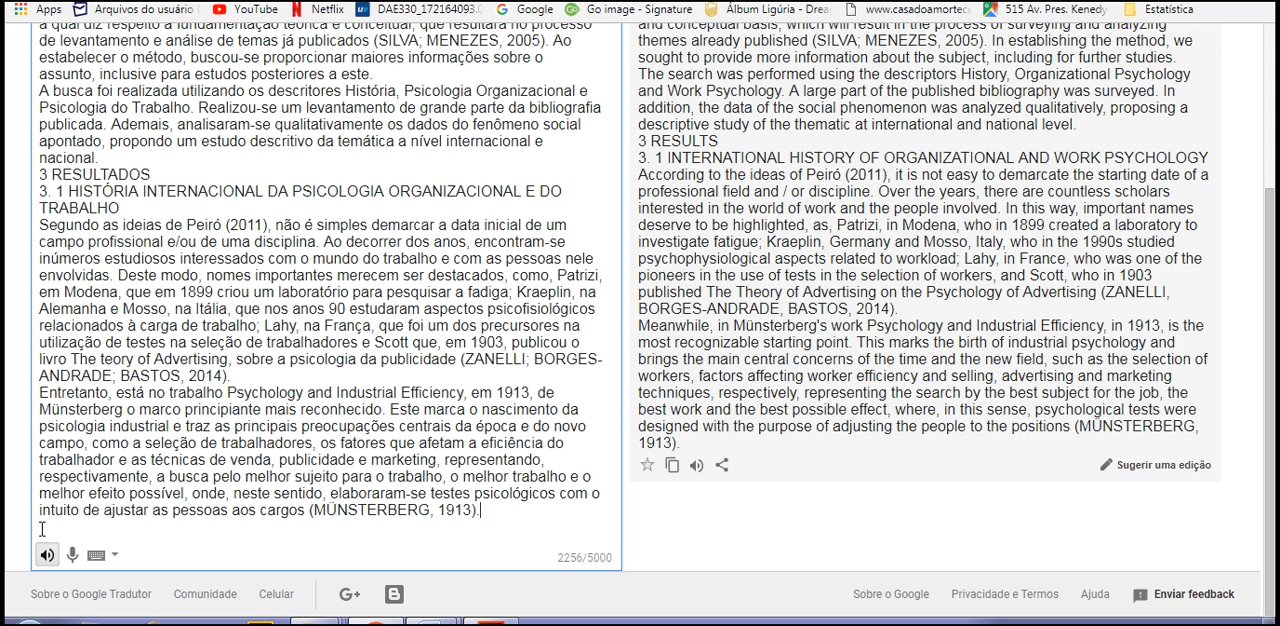 Apps Arquivos do usuário YouTube Netflix DAE330_172164093. Google Go image - Signature Álbum Ligúria - Drea www.casadoamortec 515 Av. Pres. Kenedy Estatística
a qual diz respeito à fundamentação técnica e conceitual, que resultará no processo
de levantamento e análise de temas já publicados (SILVA; MENEZES, 2005). Ao
estabelecer o método, buscou-se proporcionar maiores informações sobre o
assunto, inclusive para estudos posteriores a este.
A busca foi realizada utilizando os descritores História, Psicologia Organizacional e
Psicologia do Trabalho. Realizou-se um levantamento de grande parte da bibliografia
publicada. Ademais, analisaram-se qualitativamente os dados do fenômeno social
apontado, propondo um estudo descritivo da temática a nível internacional e
nacional.
3 RESULTADOS
3. 1 HISTÓRIA INTERNACIONAL DA PSICOLOGIA ORGANIZACIONAL E DO
TRABALHO
Segundo as ideias de Peiró (2011), não é simples demarcar a data inicial de um
campo profissional e/ou de uma disciplina. Ao decorrer dos anos, encontram-se
inúmeros estudiosos interessados com o mundo do trabalho e com as pessoas nele
envolvidas. Deste modo, nomes importantes merecem ser destacados, como, Patrizi,
em Modena, que em 1899 criou um laboratório para pesquisar a fadiga; Kraeplin, na
Alemanha e Mosso, na Itália, que nos anos 90 estudaram aspectos psicofisiológicos
relacionados à carga de trabalho; Lahy, na França, que foi um dos precursores na
utilização de testes na seleção de trabalhadores e Scott que, em 1903, publicou o
livro The teory of Advertising, sobre a psicologia da publicidade (ZANELLI; BORGES-
ANDRADE; BASTOS, 2014).
Entretanto, está no trabalho Psychology and Industrial Efficiency, em 1913, de
Münsterberg o marco principiante mais reconhecido. Este marca o nascimento da
psicologia industrial e traz as principais preocupações centrais da época e do novo
campo, como a seleção de trabalhadores, os fatores que afetam a eficiência do
trabalhador e as técnicas de venda, publicidade e marketing, representando,
respectivamente, a busca pelo melhor sujeito para o trabalho, o melhor trabalho e o
melhor efeito possível, onde, neste sentido, elaboraram-se testes psicológicos com o
intuito de ajustar as pessoas aos cargos (MÜNSTERBERG, 1913).
2256/5000
and conceptual basis, which will result in the process of surveying and analyzing
themes already published (SILVA; MENEZES, 2005). In establishing the method, we
sought to provide more information about the subject, including for further studies.
The search was performed using the descriptors History, Organizational Psychology
and Work Psychology. A large part of the published bibliography was surveyed. In
addition, the data of the social phenomenon was analyzed qualitatively, proposing a
descriptive study of the thematic at international and national level.
3 RESULTS
3. 1 INTERNATIONAL HISTORY OF ORGANIZATIONAL AND WORK PSYCHOLOGY
According to the ideas of Peiró (2011), it is not easy to demarcate the starting date of a
professional field and / or discipline. Over the years, there are countless scholars
interested in the world of work and the people involved. In this way, important names
deserve to be highlighted, as, Patrizi, in Modena, who in 1899 created a laboratory to
investigate fatigue; Kraeplin, Germany and Mosso, Italy, who in the 1990s studied
psychophysiological aspects related to workload; Lahy, in France, who was one of the
pioneers in the use of tests in the selection of workers, and Scott, who in 1903
published The Theory of Advertising on the Psychology of Advertising (ZANELLI,
BORGES-ANDRADE, BASTOS, 2014).
Meanwhile, in Münsterberg's work Psychology and Industrial Efficiency, in 1913, is the
most recognizable starting point. This marks the birth of industrial psychology and
brings the main central concerns of the time and the new field, such as the selection of
workers, factors affecting worker efficiency and selling, advertising and marketing
techniques, respectively, representing the search by the best subject for the job, the
best work and the best possible effect, where, in this sense, psychological tests were
designed with the purpose of adjusting the people to the positions (MÜNSTERBERG,
1913).
Sugerir uma edição
Sobre o Google Tradutor Comunidade Celular G+ B Sobre o Google Privacidade e Termos Ajuda Enviar feedback